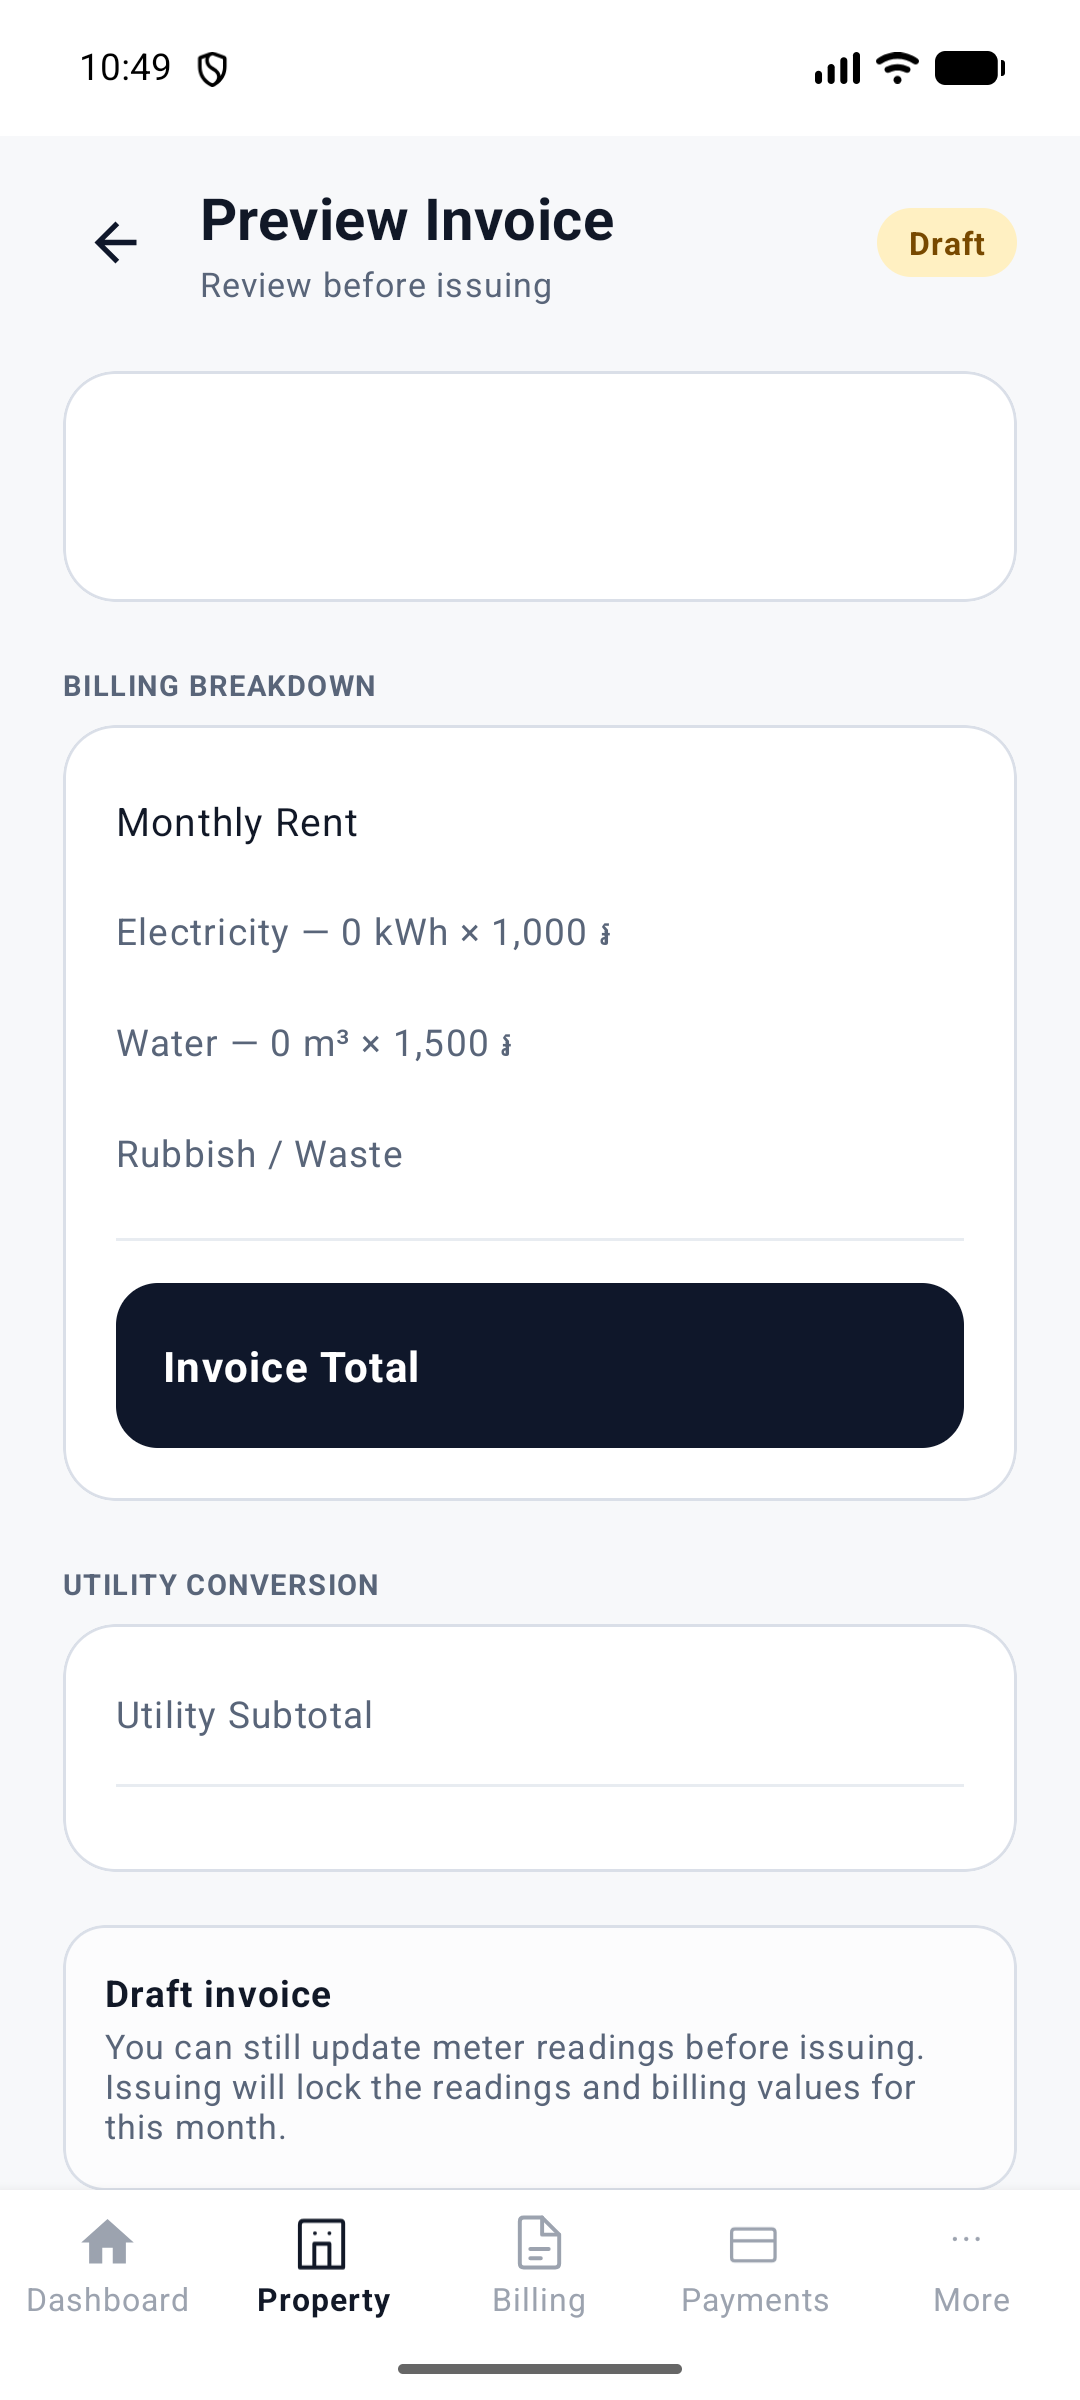 10:49
Preview Invoice
Review before issuing
Draft
BILLING BREAKDOWN
Monthly Rent
Electricity — 0 kWh × 1,000 ៛
Water — 0 m³ × 1,500 ៛
Rubbish / Waste
Invoice Total
UTILITY CONVERSION
Utility Subtotal
Draft invoice
You can still update meter readings before issuing.
Issuing will lock the readings and billing values for
this month.
Dashboard
Property
Billing
Payments
More